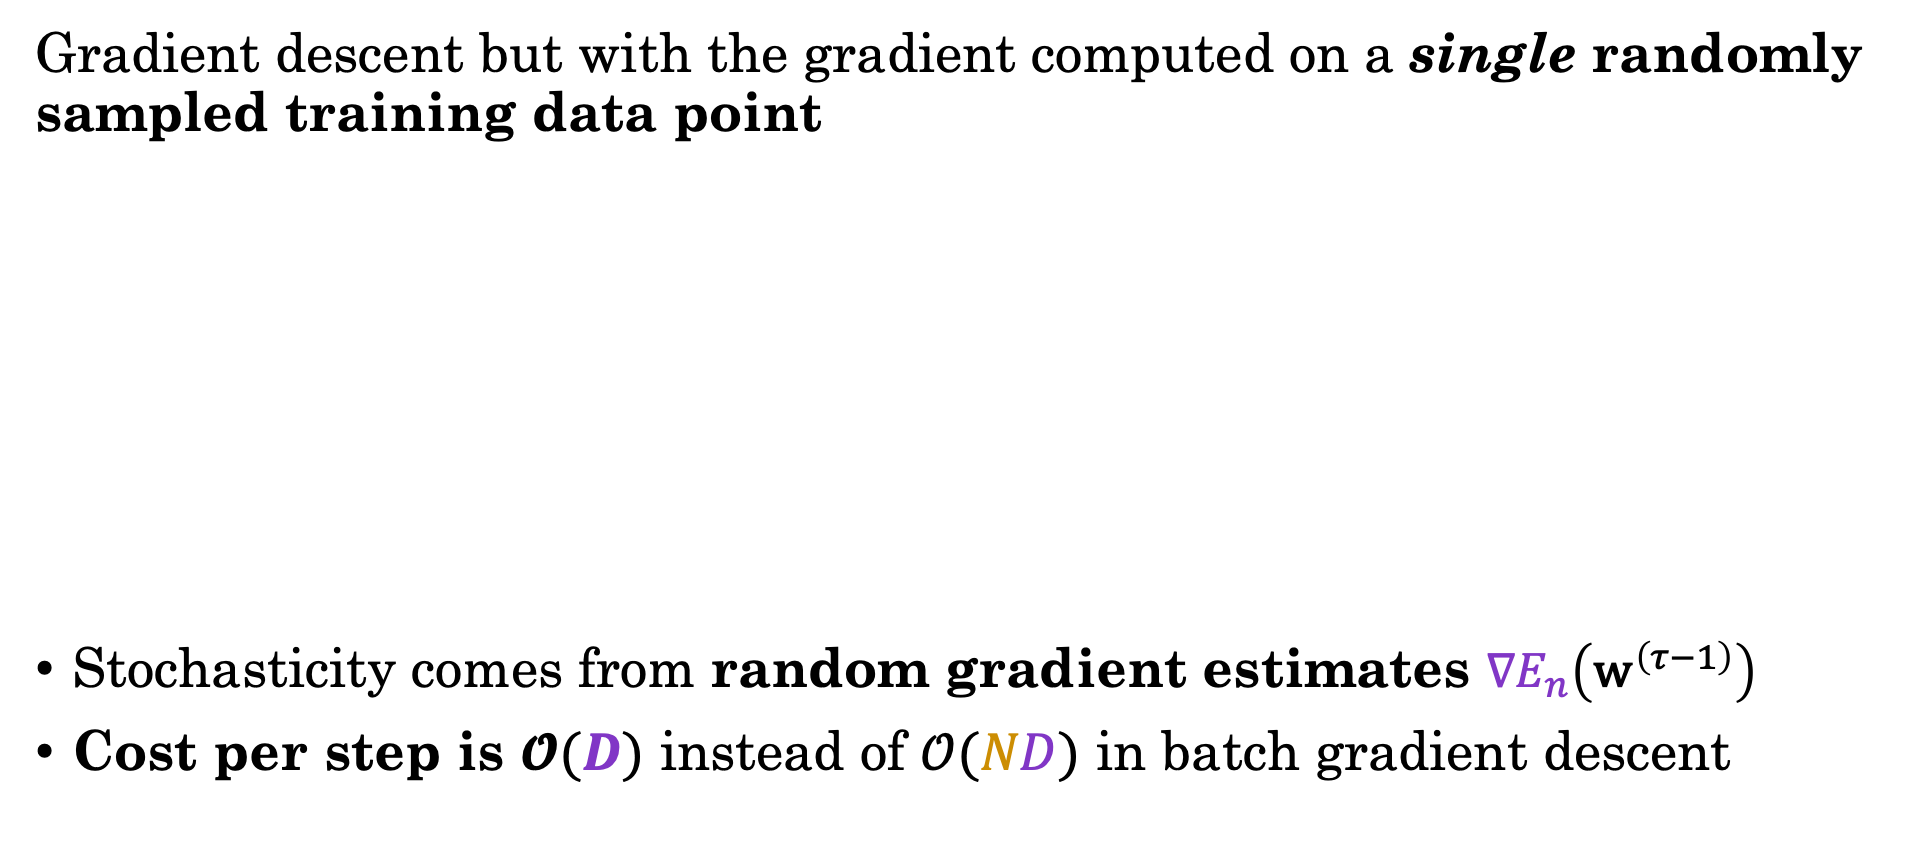 Gradient descent but with the gradient computed on a single randomly
sampled training data point
• Stochasticity comes from random gradient estimates ∇Eₙ(w^(τ−1))
• Cost per step is 𝒪(D) instead of 𝒪(ND) in batch gradient descent